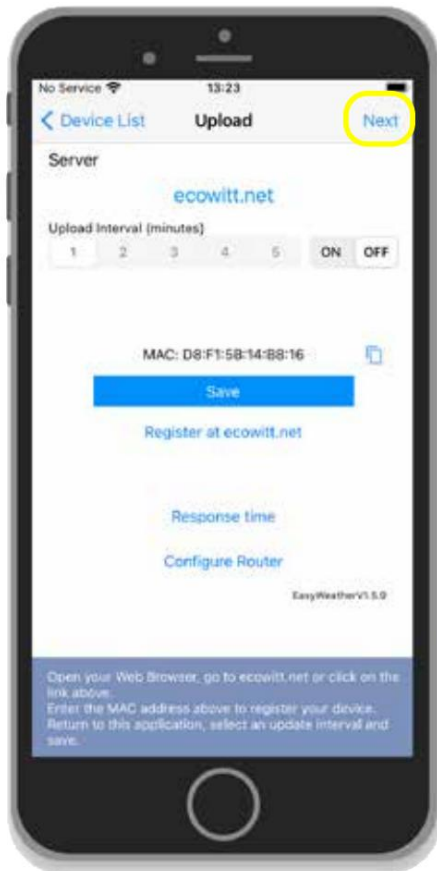 No Service 13:23
Device List Upload Next
Server
ecowitt.net
Upload Interval (minutes)
1 2 3 4 5 ON OFF
MAC: D8:F1:5B:14:B8:16
Save
Register at ecowitt.net
Response time
Configure Router
EasyWeatherV1.5.9
Open your Web Browser, go to ecowitt.net or click on the
link above.
Enter the MAC address above to register your device.
Return to this application, select an update interval and
save.